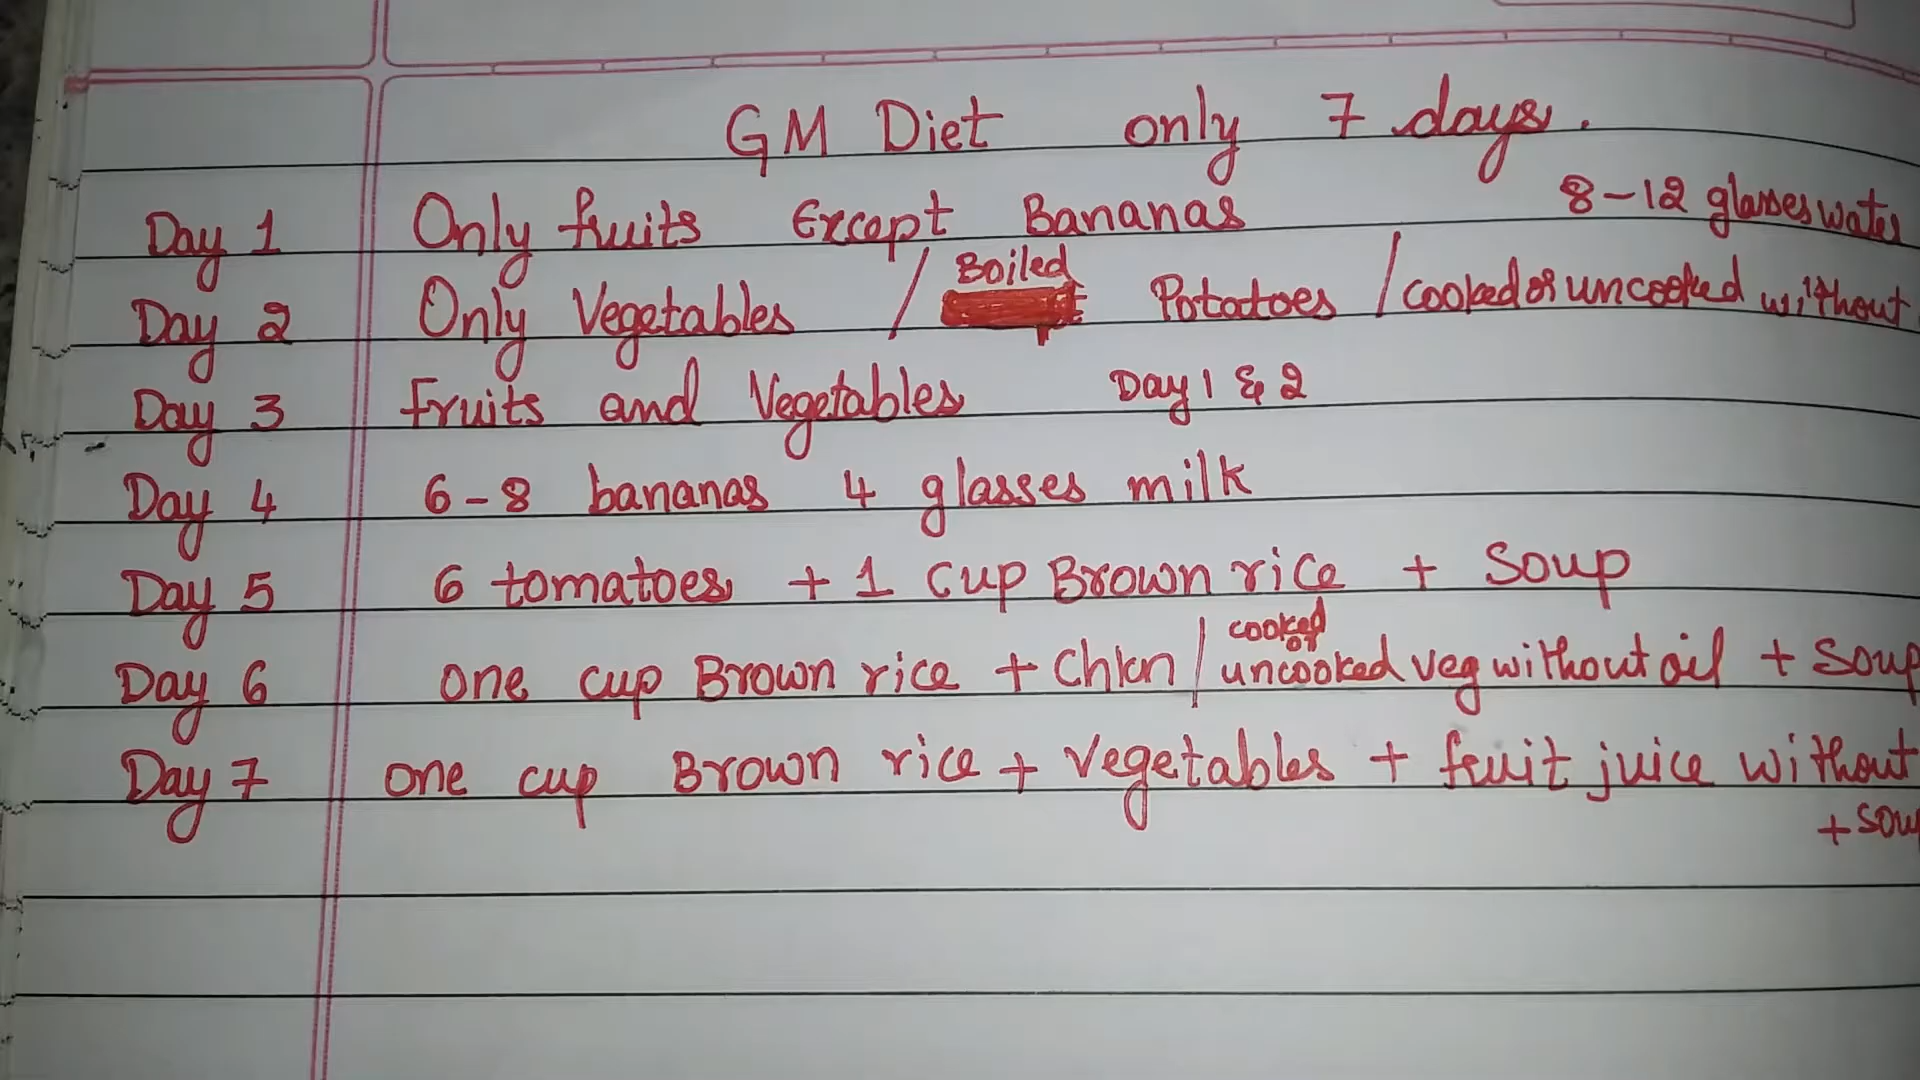 GM Diet only 7 days.
Day 1 Only fruits Except Bananas 8-12 glasses water
Day 2 Only Vegetables / Boiled Potatoes / cooked or uncooked without
Day 3 Fruits and Vegetables Day 1 & 2
Day 4 6-8 bananas 4 glasses milk
Day 5 6 tomatoes + 1 cup Brown rice + Soup
Day 6 one cup Brown rice + Chkn / cooked or uncooked veg without oil + Soup
Day 7 one cup Brown rice + Vegetables + fruit juice without
+ sou